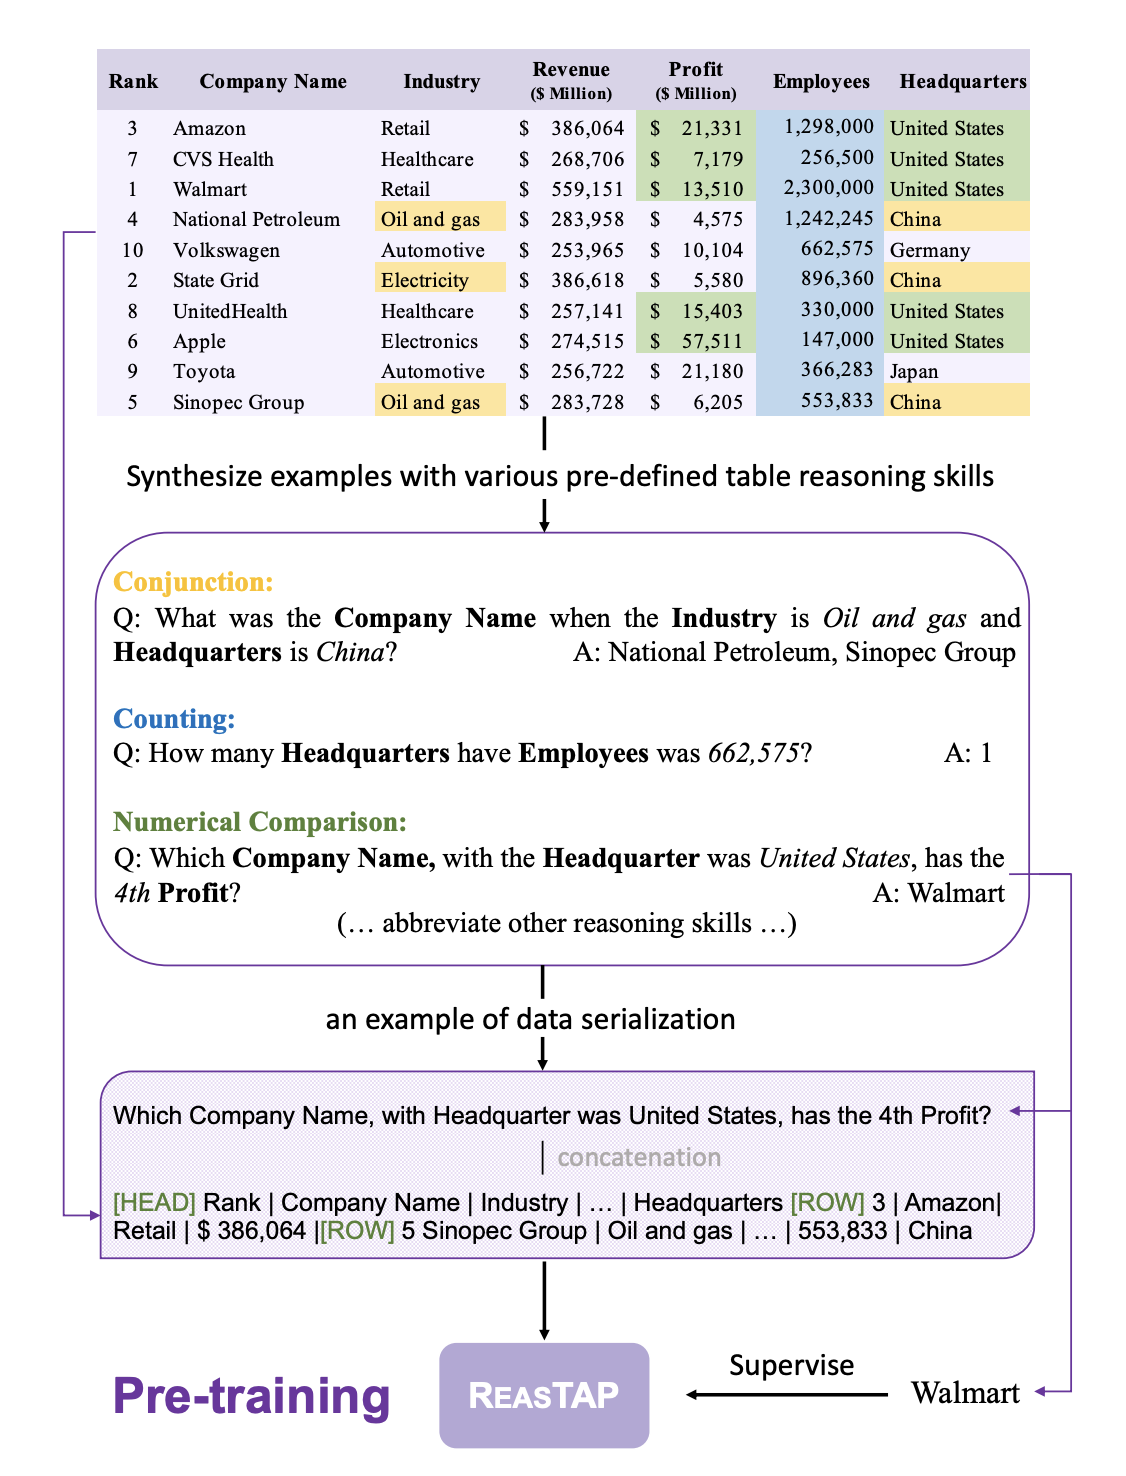 Rank Company Name Industry Revenue ($ Million) Profit ($ Million) Employees Headquarters
3 Amazon Retail $ 386,064 $ 21,331 1,298,000 United States
7 CVS Health Healthcare $ 268,706 $ 7,179 256,500 United States
1 Walmart Retail $ 559,151 $ 13,510 2,300,000 United States
4 National Petroleum Oil and gas $ 283,958 $ 4,575 1,242,245 China
10 Volkswagen Automotive $ 253,965 $ 10,104 662,575 Germany
2 State Grid Electricity $ 386,618 $ 5,580 896,360 China
8 UnitedHealth Healthcare $ 257,141 $ 15,403 330,000 United States
6 Apple Electronics $ 274,515 $ 57,511 147,000 United States
9 Toyota Automotive $ 256,722 $ 21,180 366,283 Japan
5 Sinopec Group Oil and gas $ 283,728 $ 6,205 553,833 China
Synthesize examples with various pre-defined table reasoning skills
Conjunction:
Q: What was the Company Name when the Industry is Oil and gas and
Headquarters is China? A: National Petroleum, Sinopec Group
Counting:
Q: How many Headquarters have Employees was 662,575? A: 1
Numerical Comparison:
Q: Which Company Name, with the Headquarter was United States, has the
4th Profit? A: Walmart
(… abbreviate other reasoning skills …)
an example of data serialization
Which Company Name, with Headquarter was United States, has the 4th Profit?
concatenation
[HEAD] Rank | Company Name | Industry | … | Headquarters [ROW] 3 | Amazon|
Retail | $ 386,064 |[ROW] 5 Sinopec Group | Oil and gas | … | 553,833 | China
Pre-training
REASTAP
Supervise
Walmart